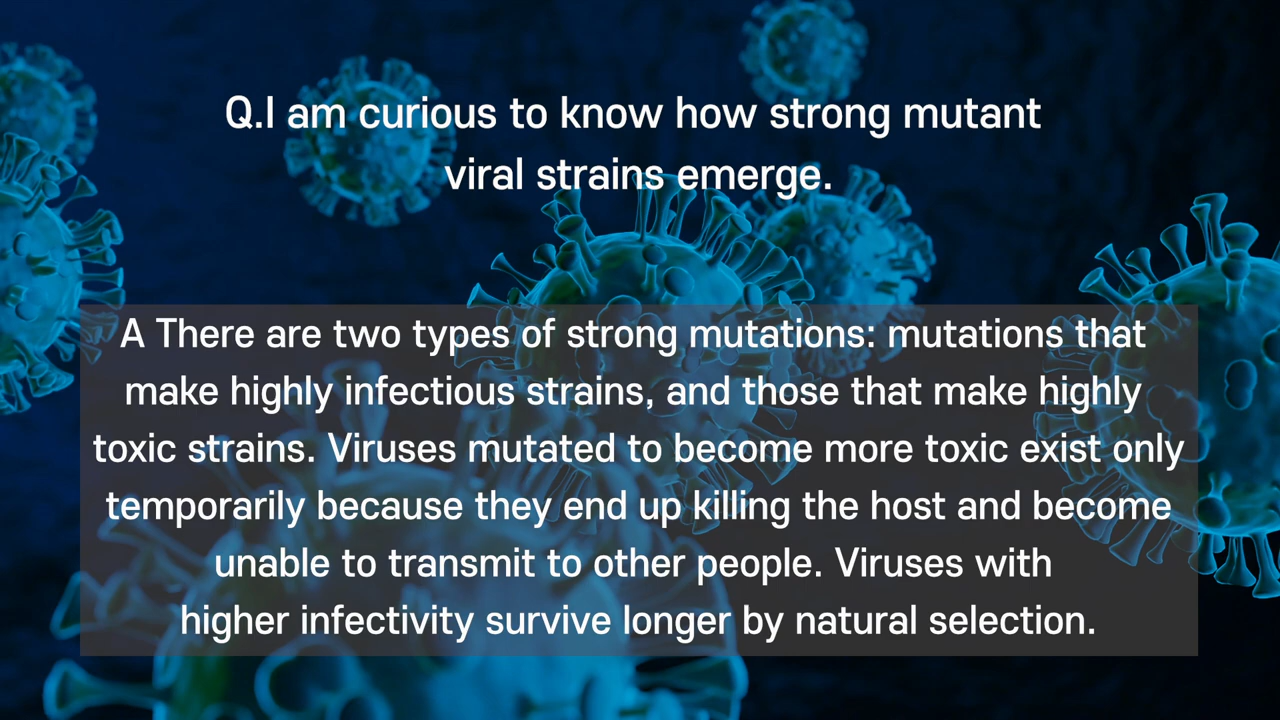 Q.I am curious to know how strong mutant
viral strains emerge.
A There are two types of strong mutations: mutations that
make highly infectious strains, and those that make highly
toxic strains. Viruses mutated to become more toxic exist only
temporarily because they end up killing the host and become
unable to transmit to other people. Viruses with
higher infectivity survive longer by natural selection.